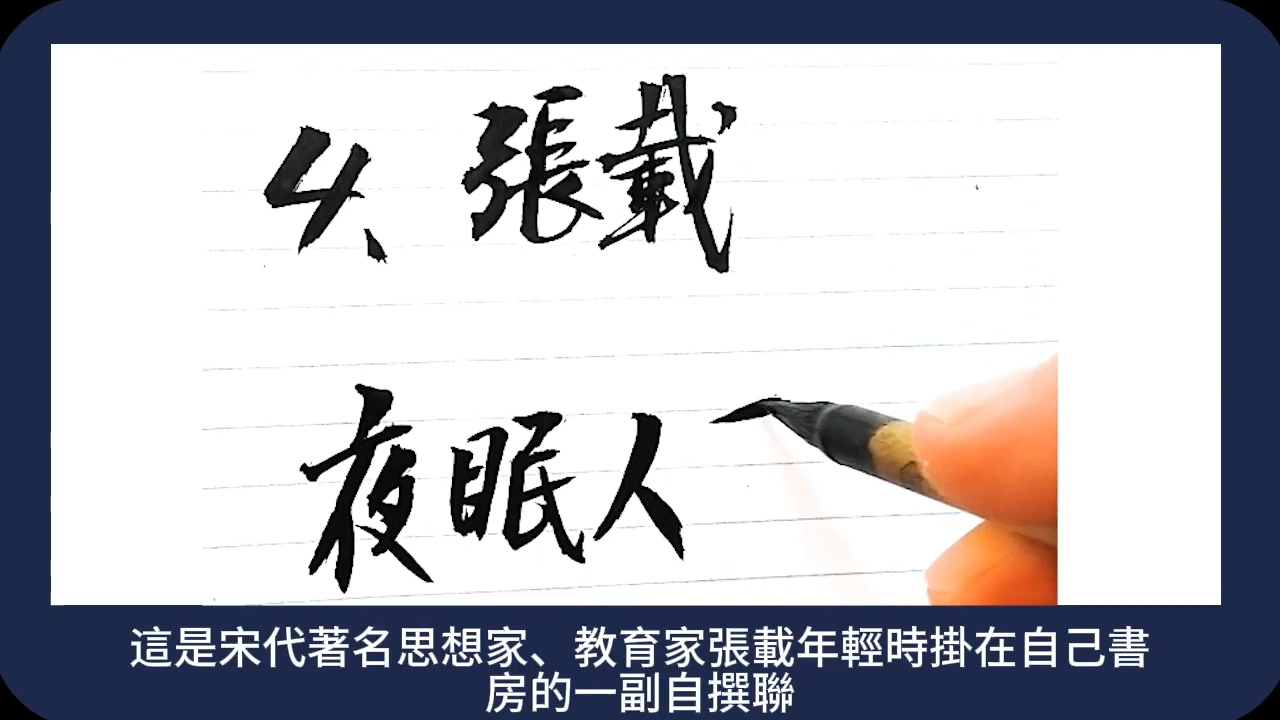 4、張載
夜眠人
這是宋代著名思想家、教育家張載年輕時掛在自己書
房的一副自撰聯